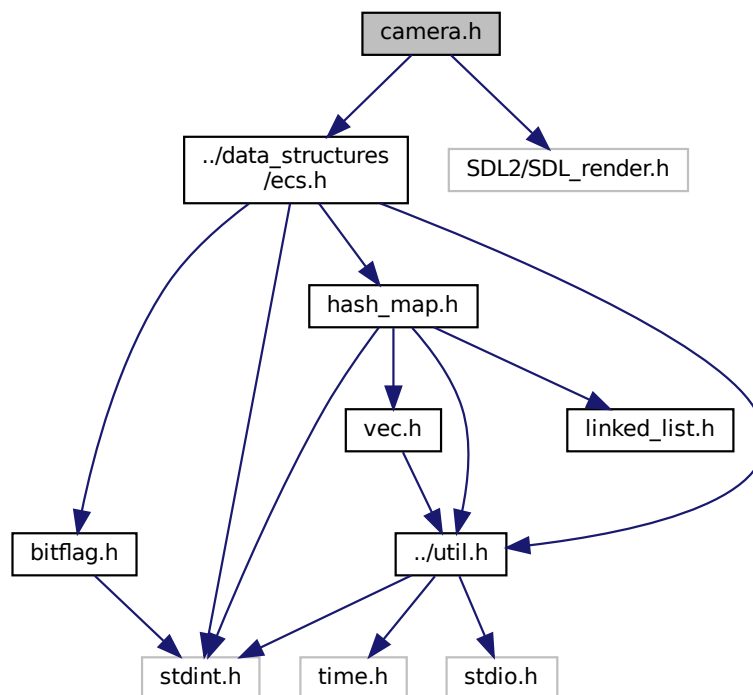 camera.h
../data_structures
/ecs.h
SDL2/SDL_render.h
hash_map.h
vec.h
linked_list.h
bitflag.h
../util.h
stdint.h
time.h
stdio.h